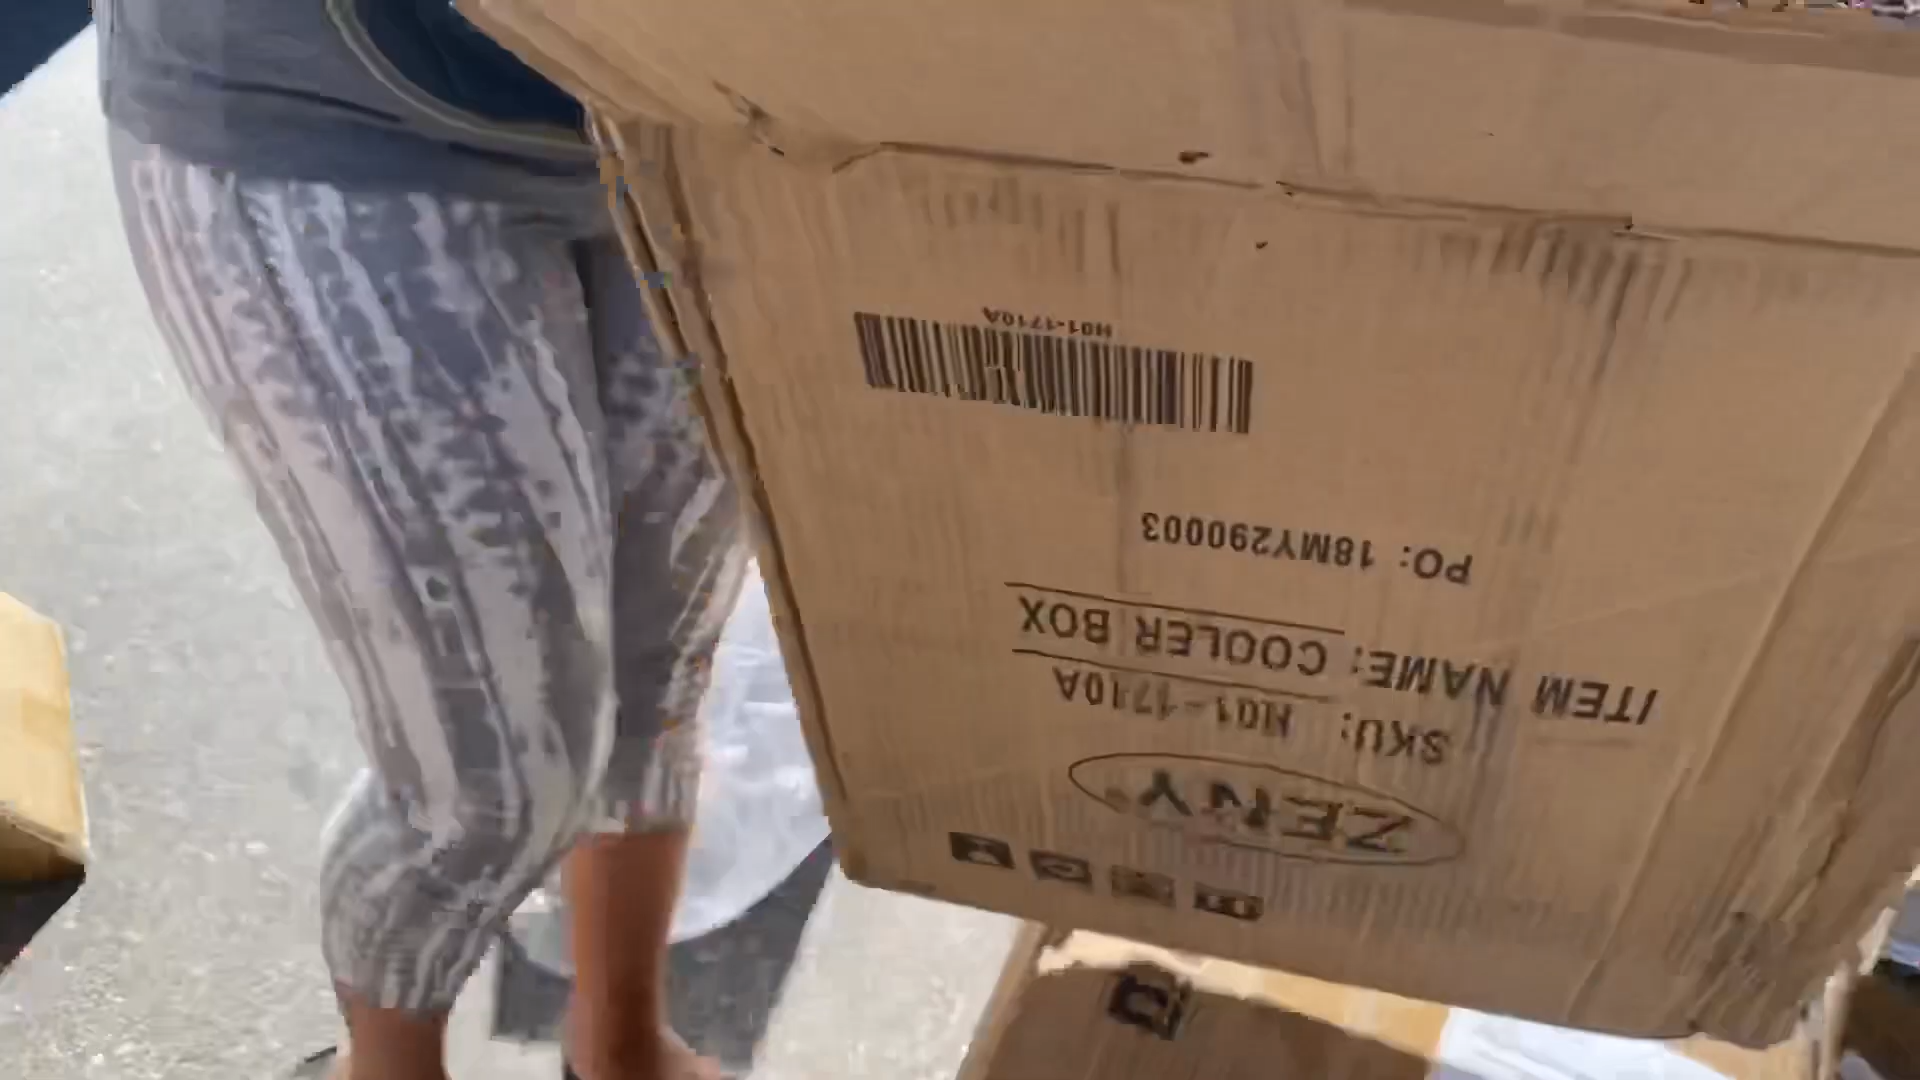 ZENY
SKU: H01-1710A
ITEM NAME: COOLER BOX
PO: 18MY290003
H01-1710A